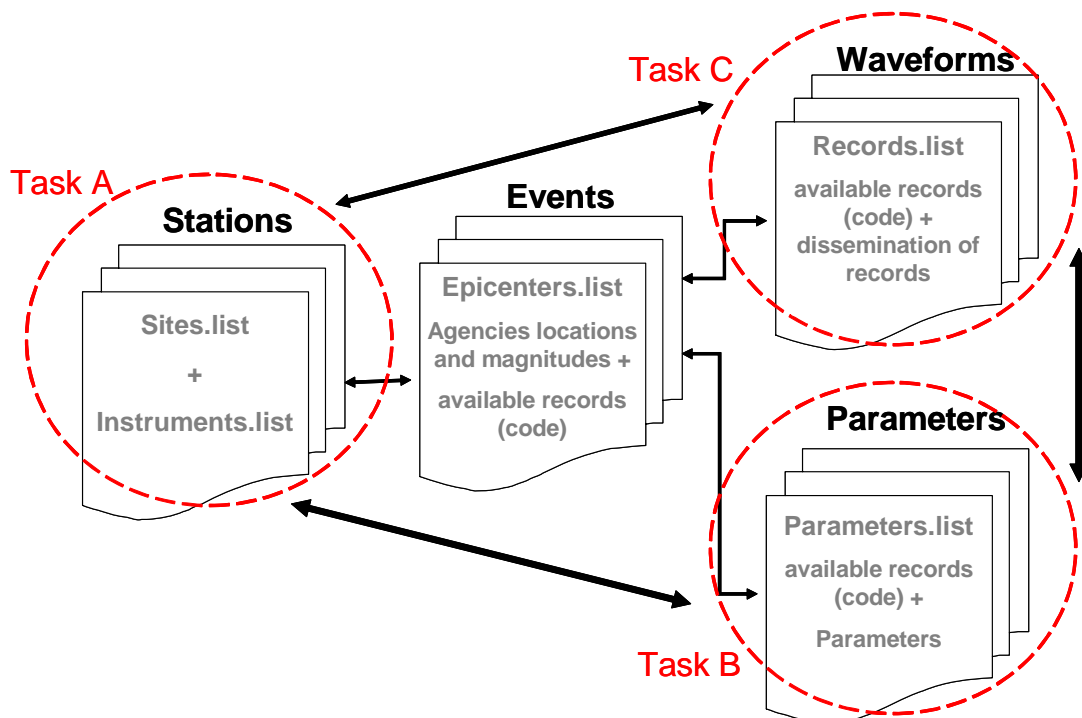 Task A
Stations
Sites.list
+
Instruments.list
Events
Epicenters.list
Agencies locations
and magnitudes +
available records
(code)
Task C
Waveforms
Records.list
available records
(code) +
dissemination of
records
Parameters
Parameters.list
available records
(code) +
Parameters
Task B